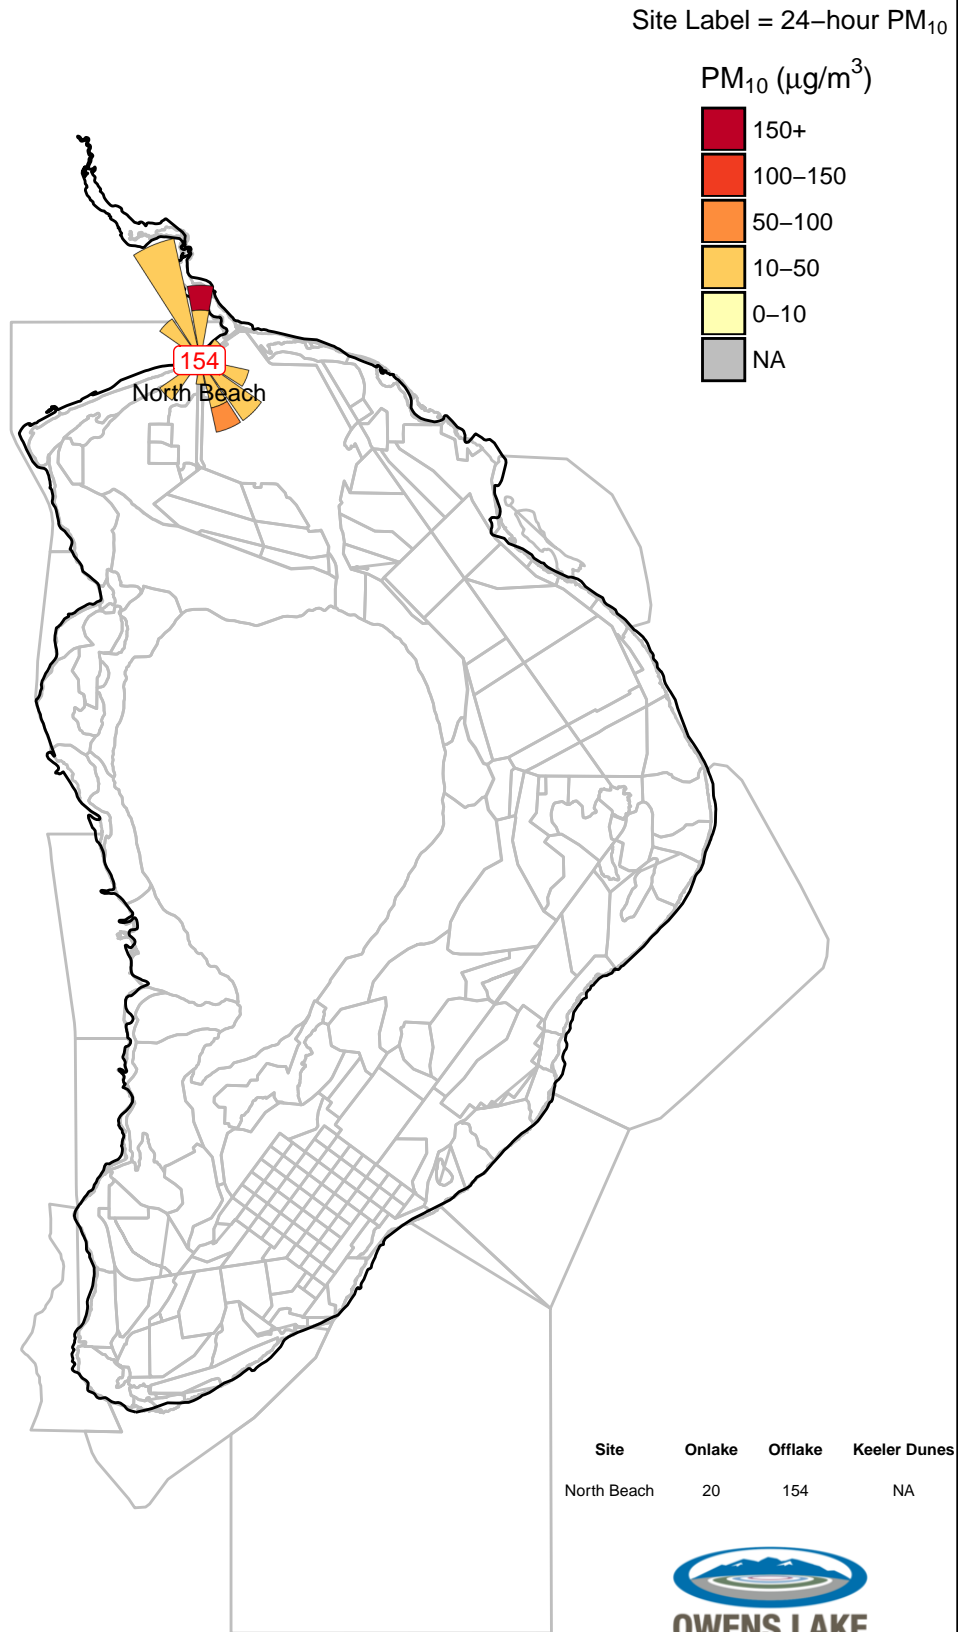 Site Label = 24−hour PM₁₀
PM₁₀ (μg/m³)
150+
100−150
50−100
10−50
0−10
NA
154
North Beach
Site Onlake Offlake Keeler Dunes
North Beach 20 154 NA
OWENS LAKE